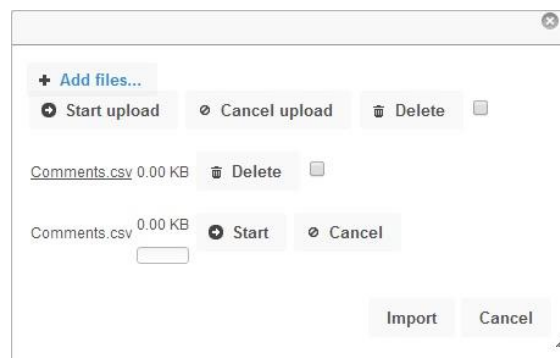 Add files...
Start upload Cancel upload Delete
Comments.csv 0.00 KB Delete
Comments.csv 0.00 KB Start Cancel
Import Cancel